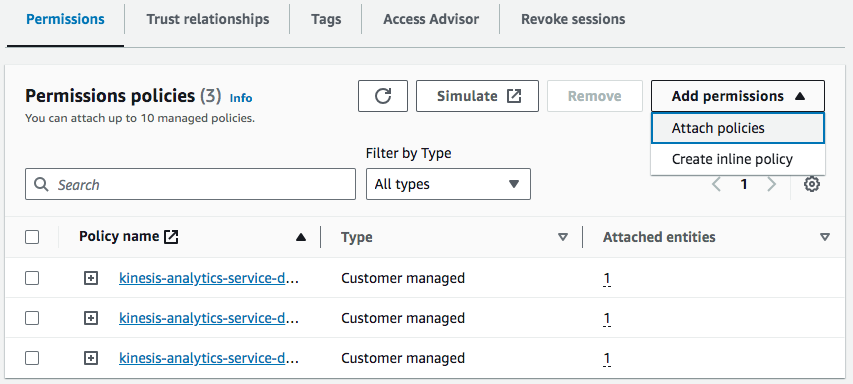 Permissions Trust relationships Tags Access Advisor Revoke sessions
Permissions policies (3) Info
You can attach up to 10 managed policies.
Simulate Remove Add permissions
Attach policies
Create inline policy
Filter by Type
Search All types 1
Policy name Type Attached entities
kinesis-analytics-service-d... Customer managed 1
kinesis-analytics-service-d... Customer managed 1
kinesis-analytics-service-d... Customer managed 1